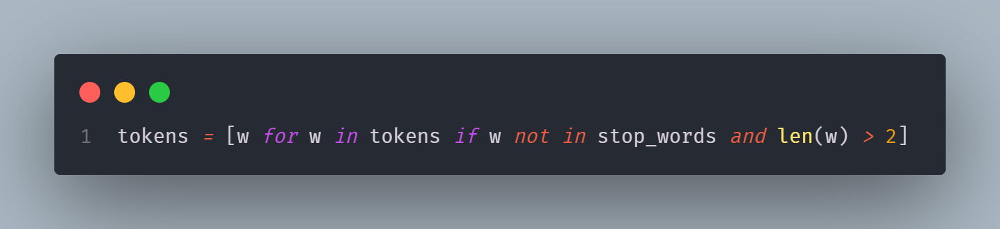 1 tokens = [w for w in tokens if w not in stop_words and len(w) > 2]